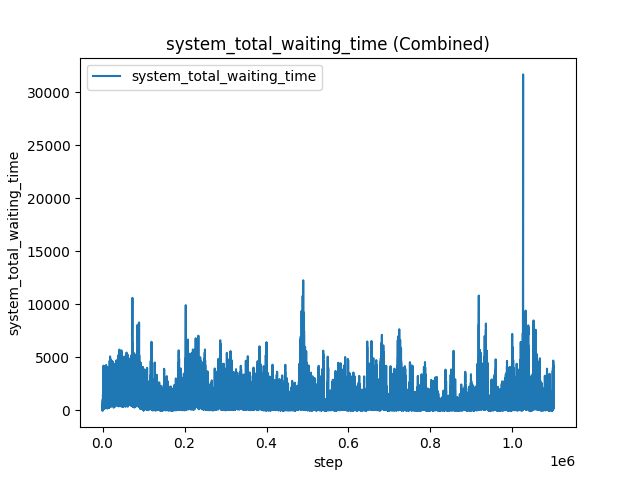 system_total_waiting_time (Combined)
system_total_waiting_time
system_total_waiting_time
30000
25000
20000
15000
10000
5000
0
0.0 0.2 0.4 0.6 0.8 1.0
1e6
step